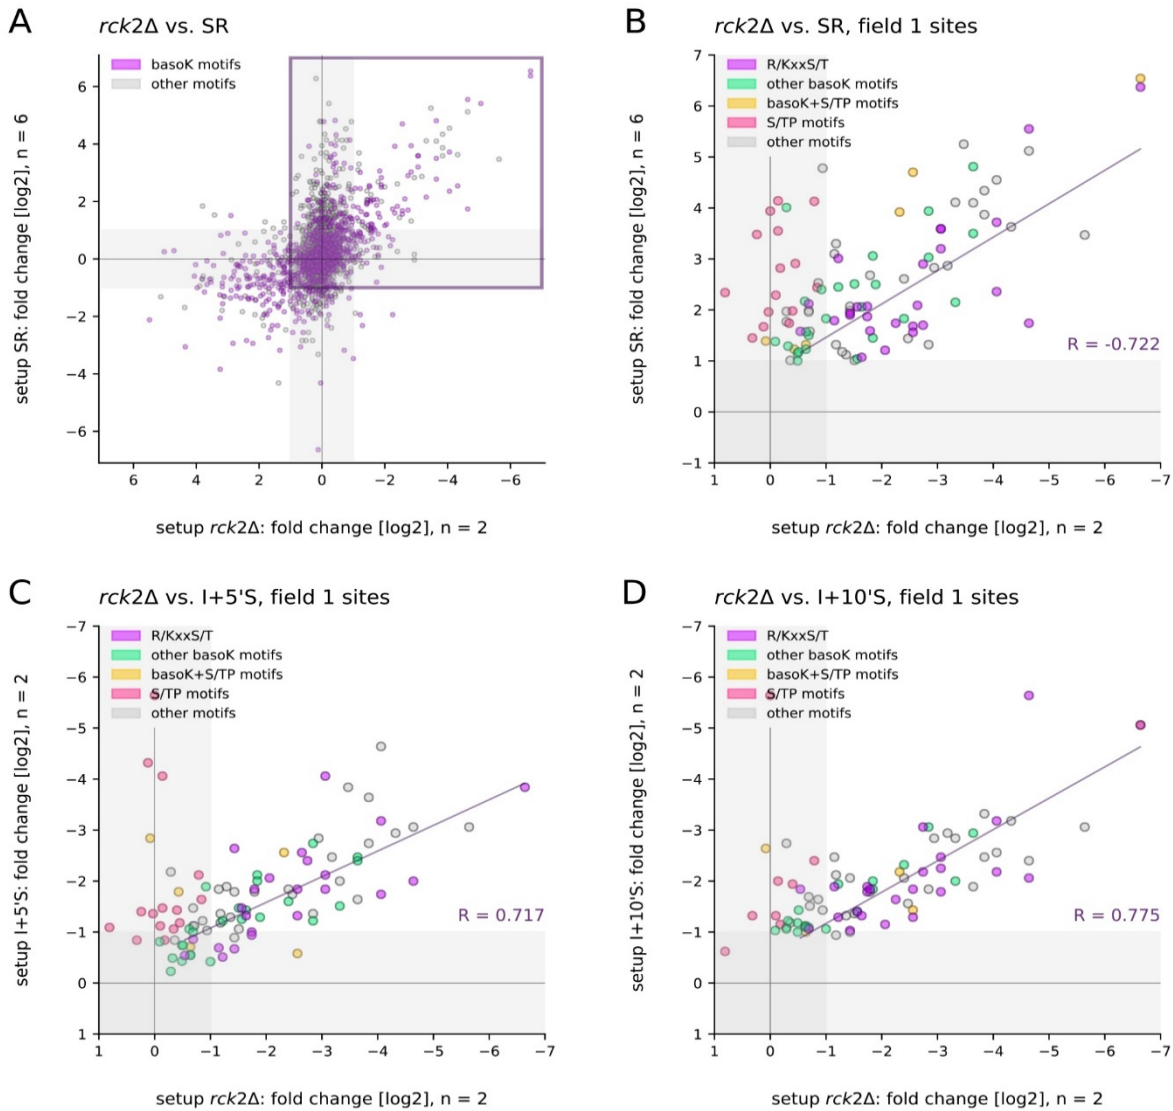 A
rck2Δ vs. SR
basoK motifs
other motifs
6
4
2
0
−2
−4
−6
6
4
2
0
−2
−4
−6
setup SR: fold change [log2], n = 6
setup rck2Δ: fold change [log2], n = 2
B
rck2Δ vs. SR, field 1 sites
R/KxxS/T
other basoK motifs
basoK+S/TP motifs
S/TP motifs
other motifs
7
6
5
4
3
2
1
0
−1
R = -0.722
1
0
−1
−2
−3
−4
−5
−6
−7
setup SR: fold change [log2], n = 6
setup rck2Δ: fold change [log2], n = 2
C
rck2Δ vs. I+5'S, field 1 sites
R/KxxS/T
other basoK motifs
basoK+S/TP motifs
S/TP motifs
other motifs
−7
−6
−5
−4
−3
−2
−1
0
1
R = 0.717
1
0
−1
−2
−3
−4
−5
−6
−7
setup I+5'S: fold change [log2], n = 2
setup rck2Δ: fold change [log2], n = 2
D
rck2Δ vs. I+10'S, field 1 sites
R/KxxS/T
other basoK motifs
basoK+S/TP motifs
S/TP motifs
other motifs
−7
−6
−5
−4
−3
−2
−1
0
1
R = 0.775
1
0
−1
−2
−3
−4
−5
−6
−7
setup I+10'S: fold change [log2], n = 2
setup rck2Δ: fold change [log2], n = 2